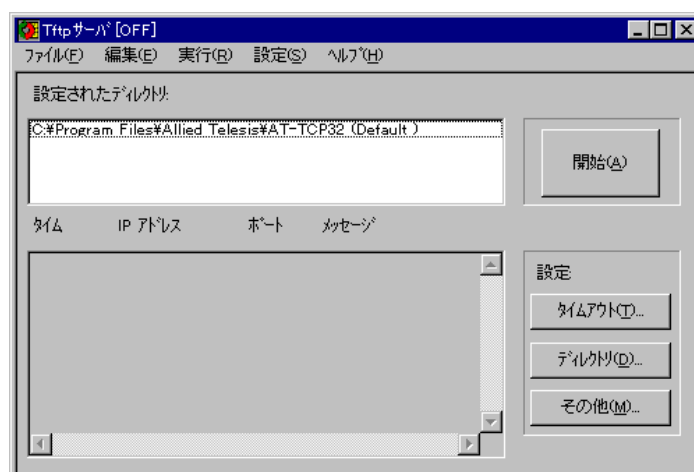 Tftpサーバ[OFF]
ファイル(F) 編集(E) 実行(R) 設定(S) ヘルプ(H)
設定されたディレクトリ:
C:¥Program Files¥Allied Telesis¥AT-TCP32 (Default )
開始(A)
タイム IP アドレス ポート メッセージ
設定:
タイムアウト(T)...
ディレクトリ(D)...
その他(M)...